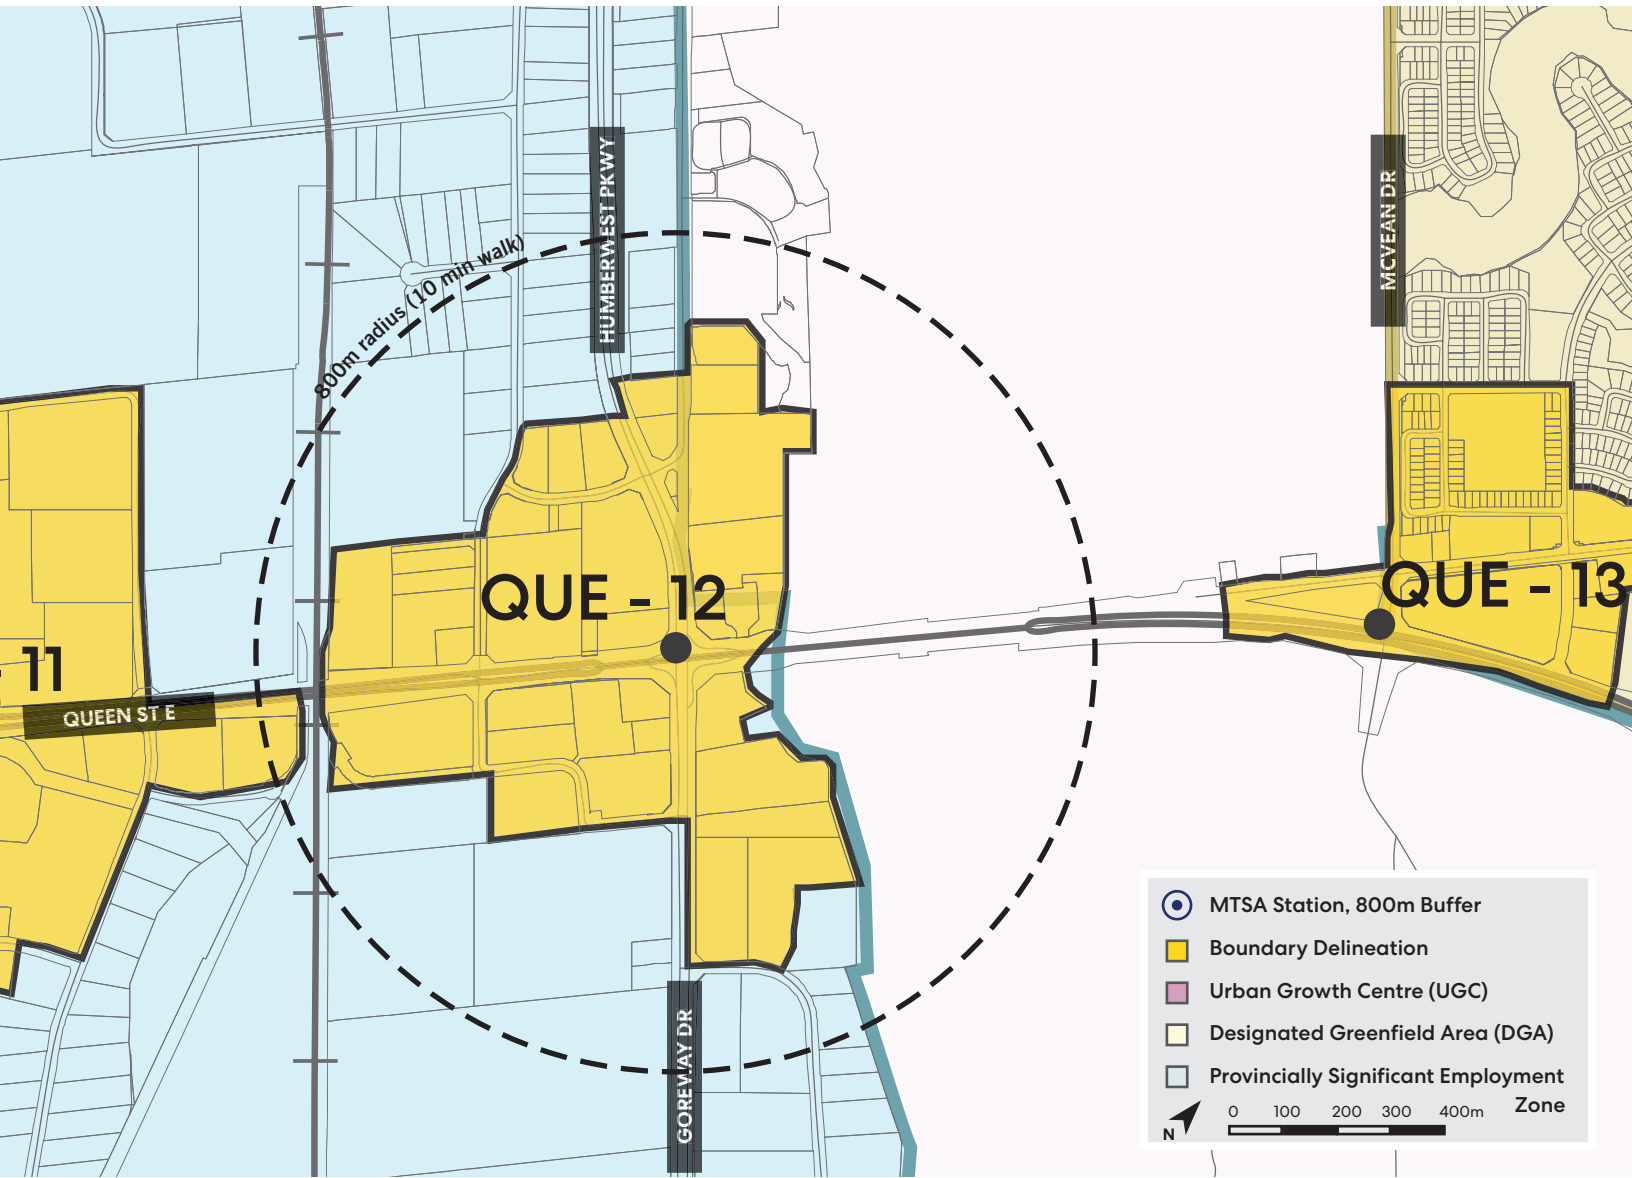 HUMBERWEST PKWY
MCVEAN DR
800m radius (10 min walk)
QUE - 12
QUE - 13
- 11
QUEEN ST E
GOREWAY DR
MTSA Station, 800m Buffer
Boundary Delineation
Urban Growth Centre (UGC)
Designated Greenfield Area (DGA)
Provincially Significant Employment
Zone
N
0 100 200 300 400m